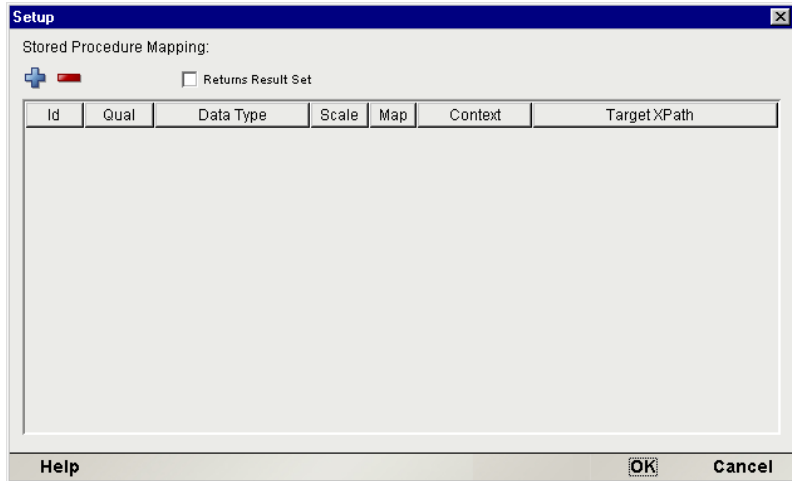 Setup
Stored Procedure Mapping:
Returns Result Set
Id Qual Data Type Scale Map Context Target XPath
Help OK Cancel